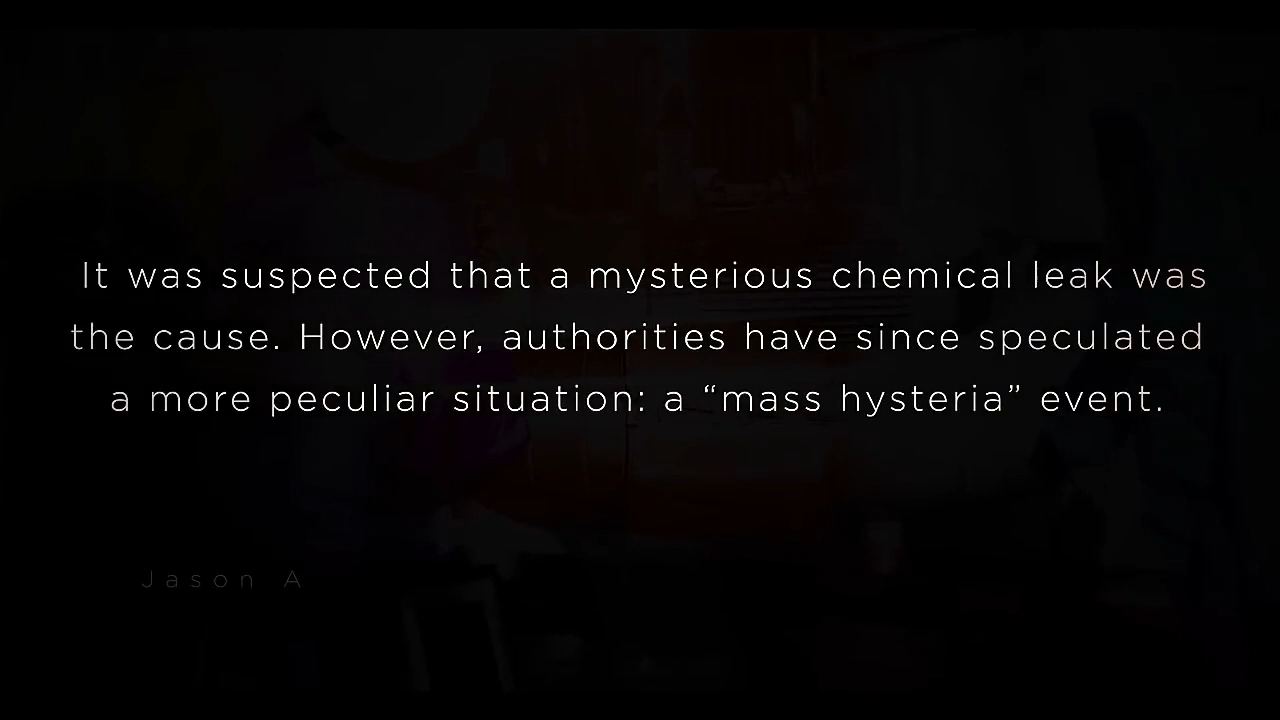 It was suspected that a mysterious chemical leak was
the cause. However, authorities have since speculated
a more peculiar situation: a “mass hysteria” event.
Jason A